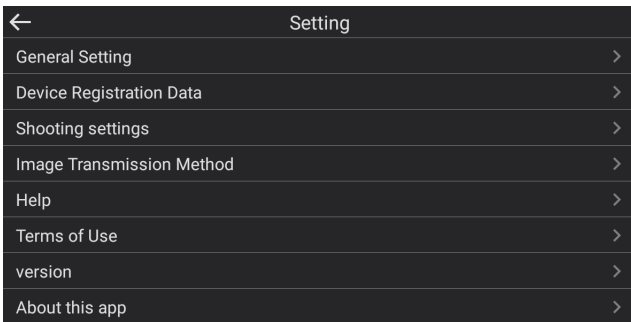 Setting
General Setting
Device Registration Data
Shooting settings
Image Transmission Method
Help
Terms of Use
version
About this app